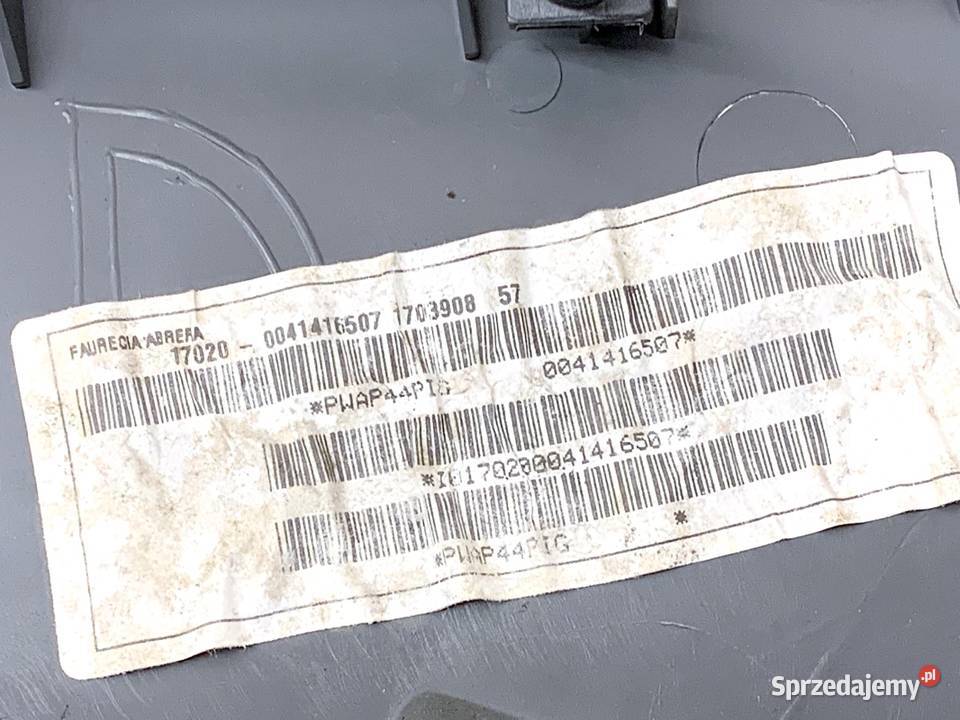 D
FAURECIA ABRERA
17020 - 0041416507 1703908 57
*PWAP44PIG 0041416507*
*I0170200041416507*
*PWAP44PIG *
Sprzedajemy.pl